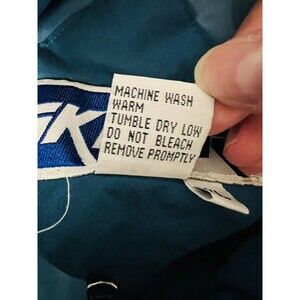 MACHINE WASH
WARM
TUMBLE DRY LOW
DO NOT BLEACH
REMOVE PROMPTLY